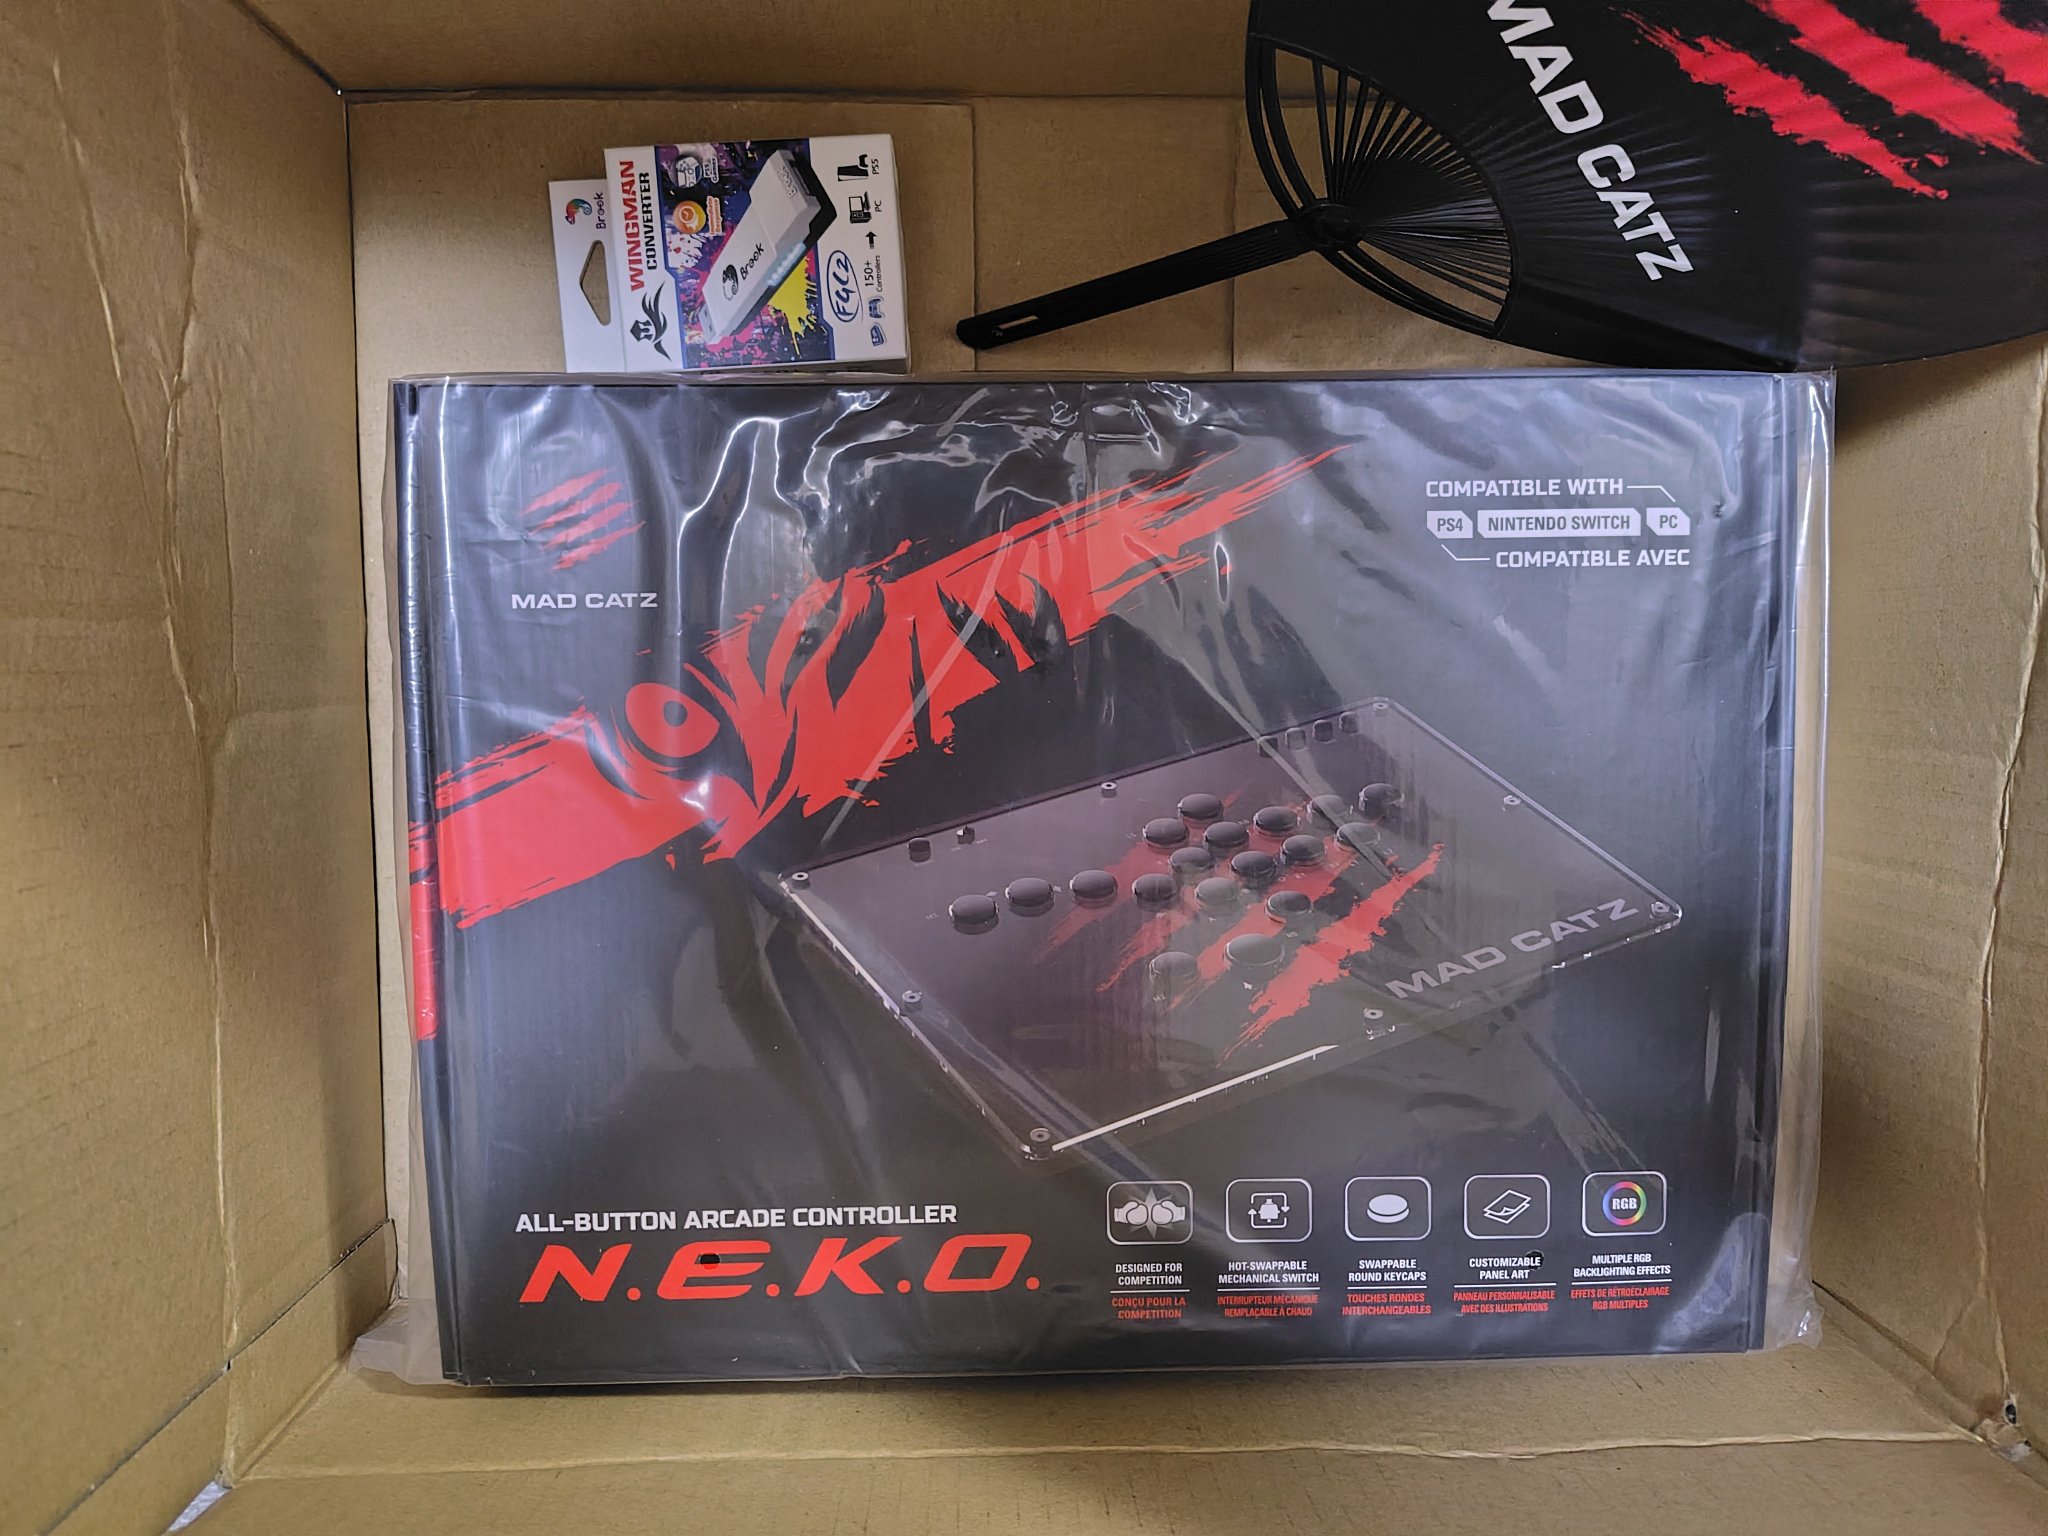 MAD CATZ
Brook
WINGMAN
CONVERTER
Brook
FGC2
150+
Controllers
PC
PS5
MAD CATZ
COMPATIBLE WITH
PS4 NINTENDO SWITCH PC
COMPATIBLE AVEC
MAD CATZ
ALL-BUTTON ARCADE CONTROLLER
N.E.K.O.
RGB
DESIGNED FOR
COMPETITION
CONÇU POUR LA
COMPÉTITION
HOT-SWAPPABLE
MECHANICAL SWITCH
INTERRUPTEUR MÉCANIQUE
REMPLAÇABLE À CHAUD
SWAPPABLE
ROUND KEYCAPS
TOUCHES RONDES
INTERCHANGEABLES
CUSTOMIZABLE
PANEL ART
PANNEAU PERSONNALISABLE
AVEC DES ILLUSTRATIONS
MULTIPLE RGB
BACKLIGHTING EFFECTS
EFFETS DE RÉTROÉCLAIRAGE
RGB MULTIPLES